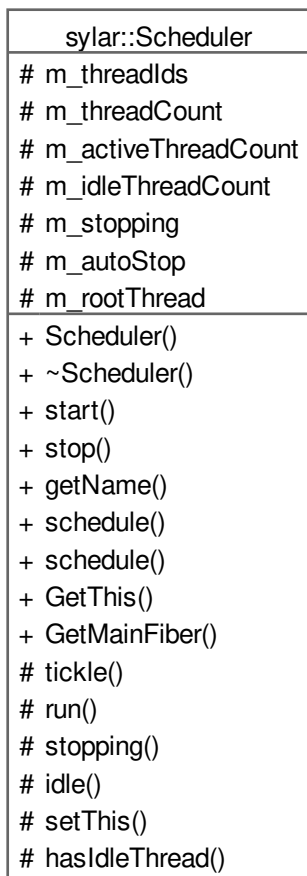 sylar::Scheduler
# m_threadIds
# m_threadCount
# m_activeThreadCount
# m_idleThreadCount
# m_stopping
# m_autoStop
# m_rootThread
+ Scheduler()
+ ~Scheduler()
+ start()
+ stop()
+ getName()
+ schedule()
+ schedule()
+ GetThis()
+ GetMainFiber()
# tickle()
# run()
# stopping()
# idle()
# setThis()
# hasIdleThread()